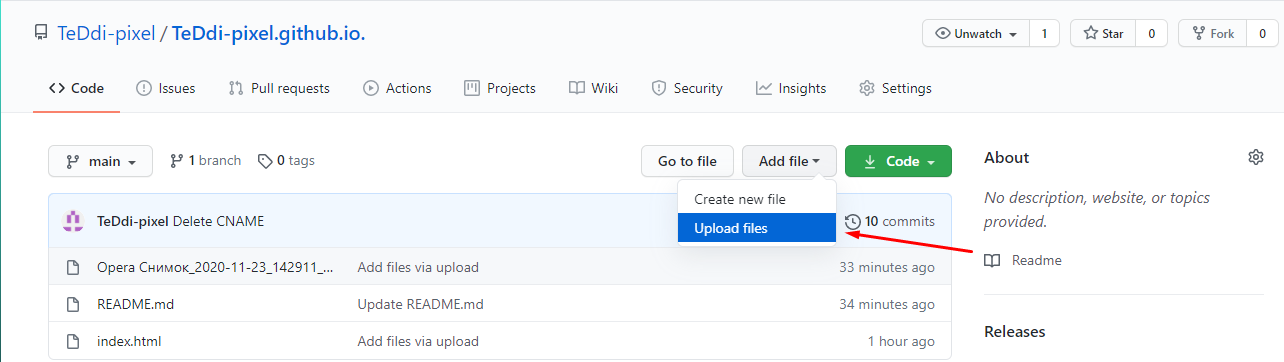 TeDdi-pixel / TeDdi-pixel.github.io.
Unwatch 1
Star 0
Fork 0
Code
Issues
Pull requests
Actions
Projects
Wiki
Security
Insights
Settings
main
1 branch
0 tags
Go to file
Add file
Code
Create new file
Upload files
TeDdi-pixel Delete CNAME
10 commits
Opera Снимок_2020-11-23_142911_... Add files via upload 33 minutes ago
README.md Update README.md 34 minutes ago
index.html Add files via upload 1 hour ago
About
No description, website, or topics
provided.
Readme
Releases